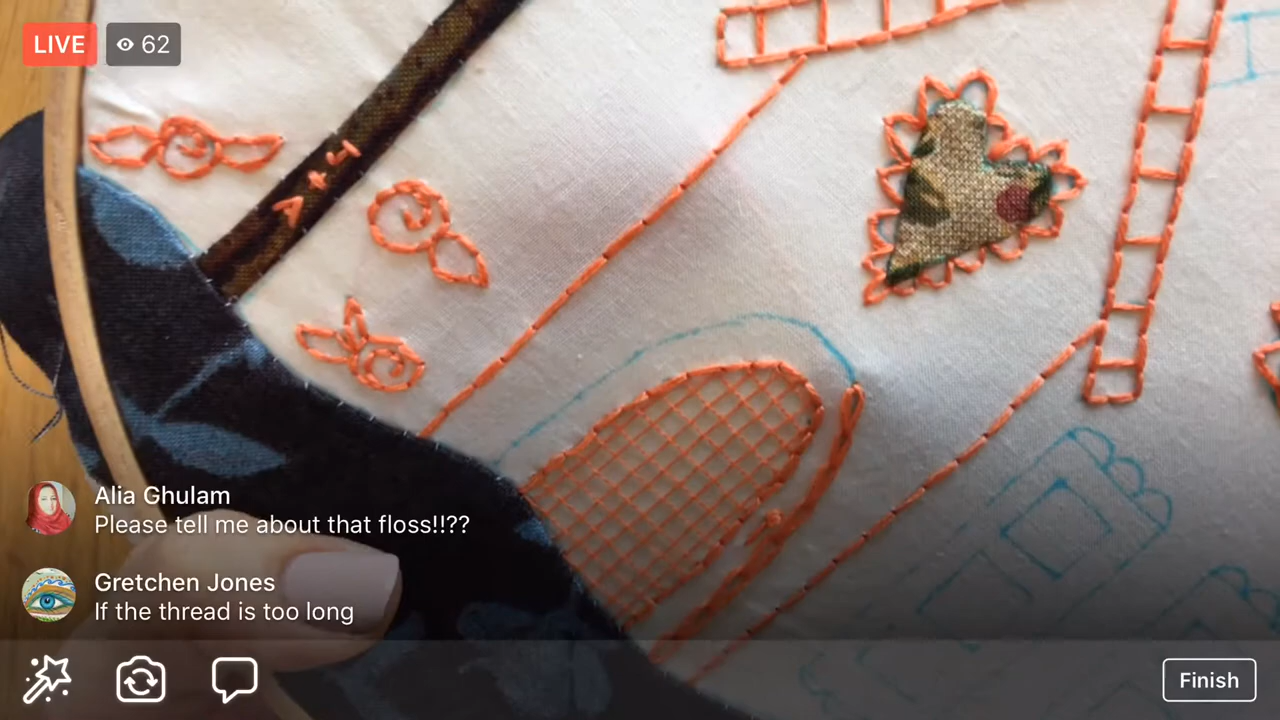 LIVE 62
A + 4
Alia Ghulam
Please tell me about that floss!!??
Gretchen Jones
If the thread is too long
Finish